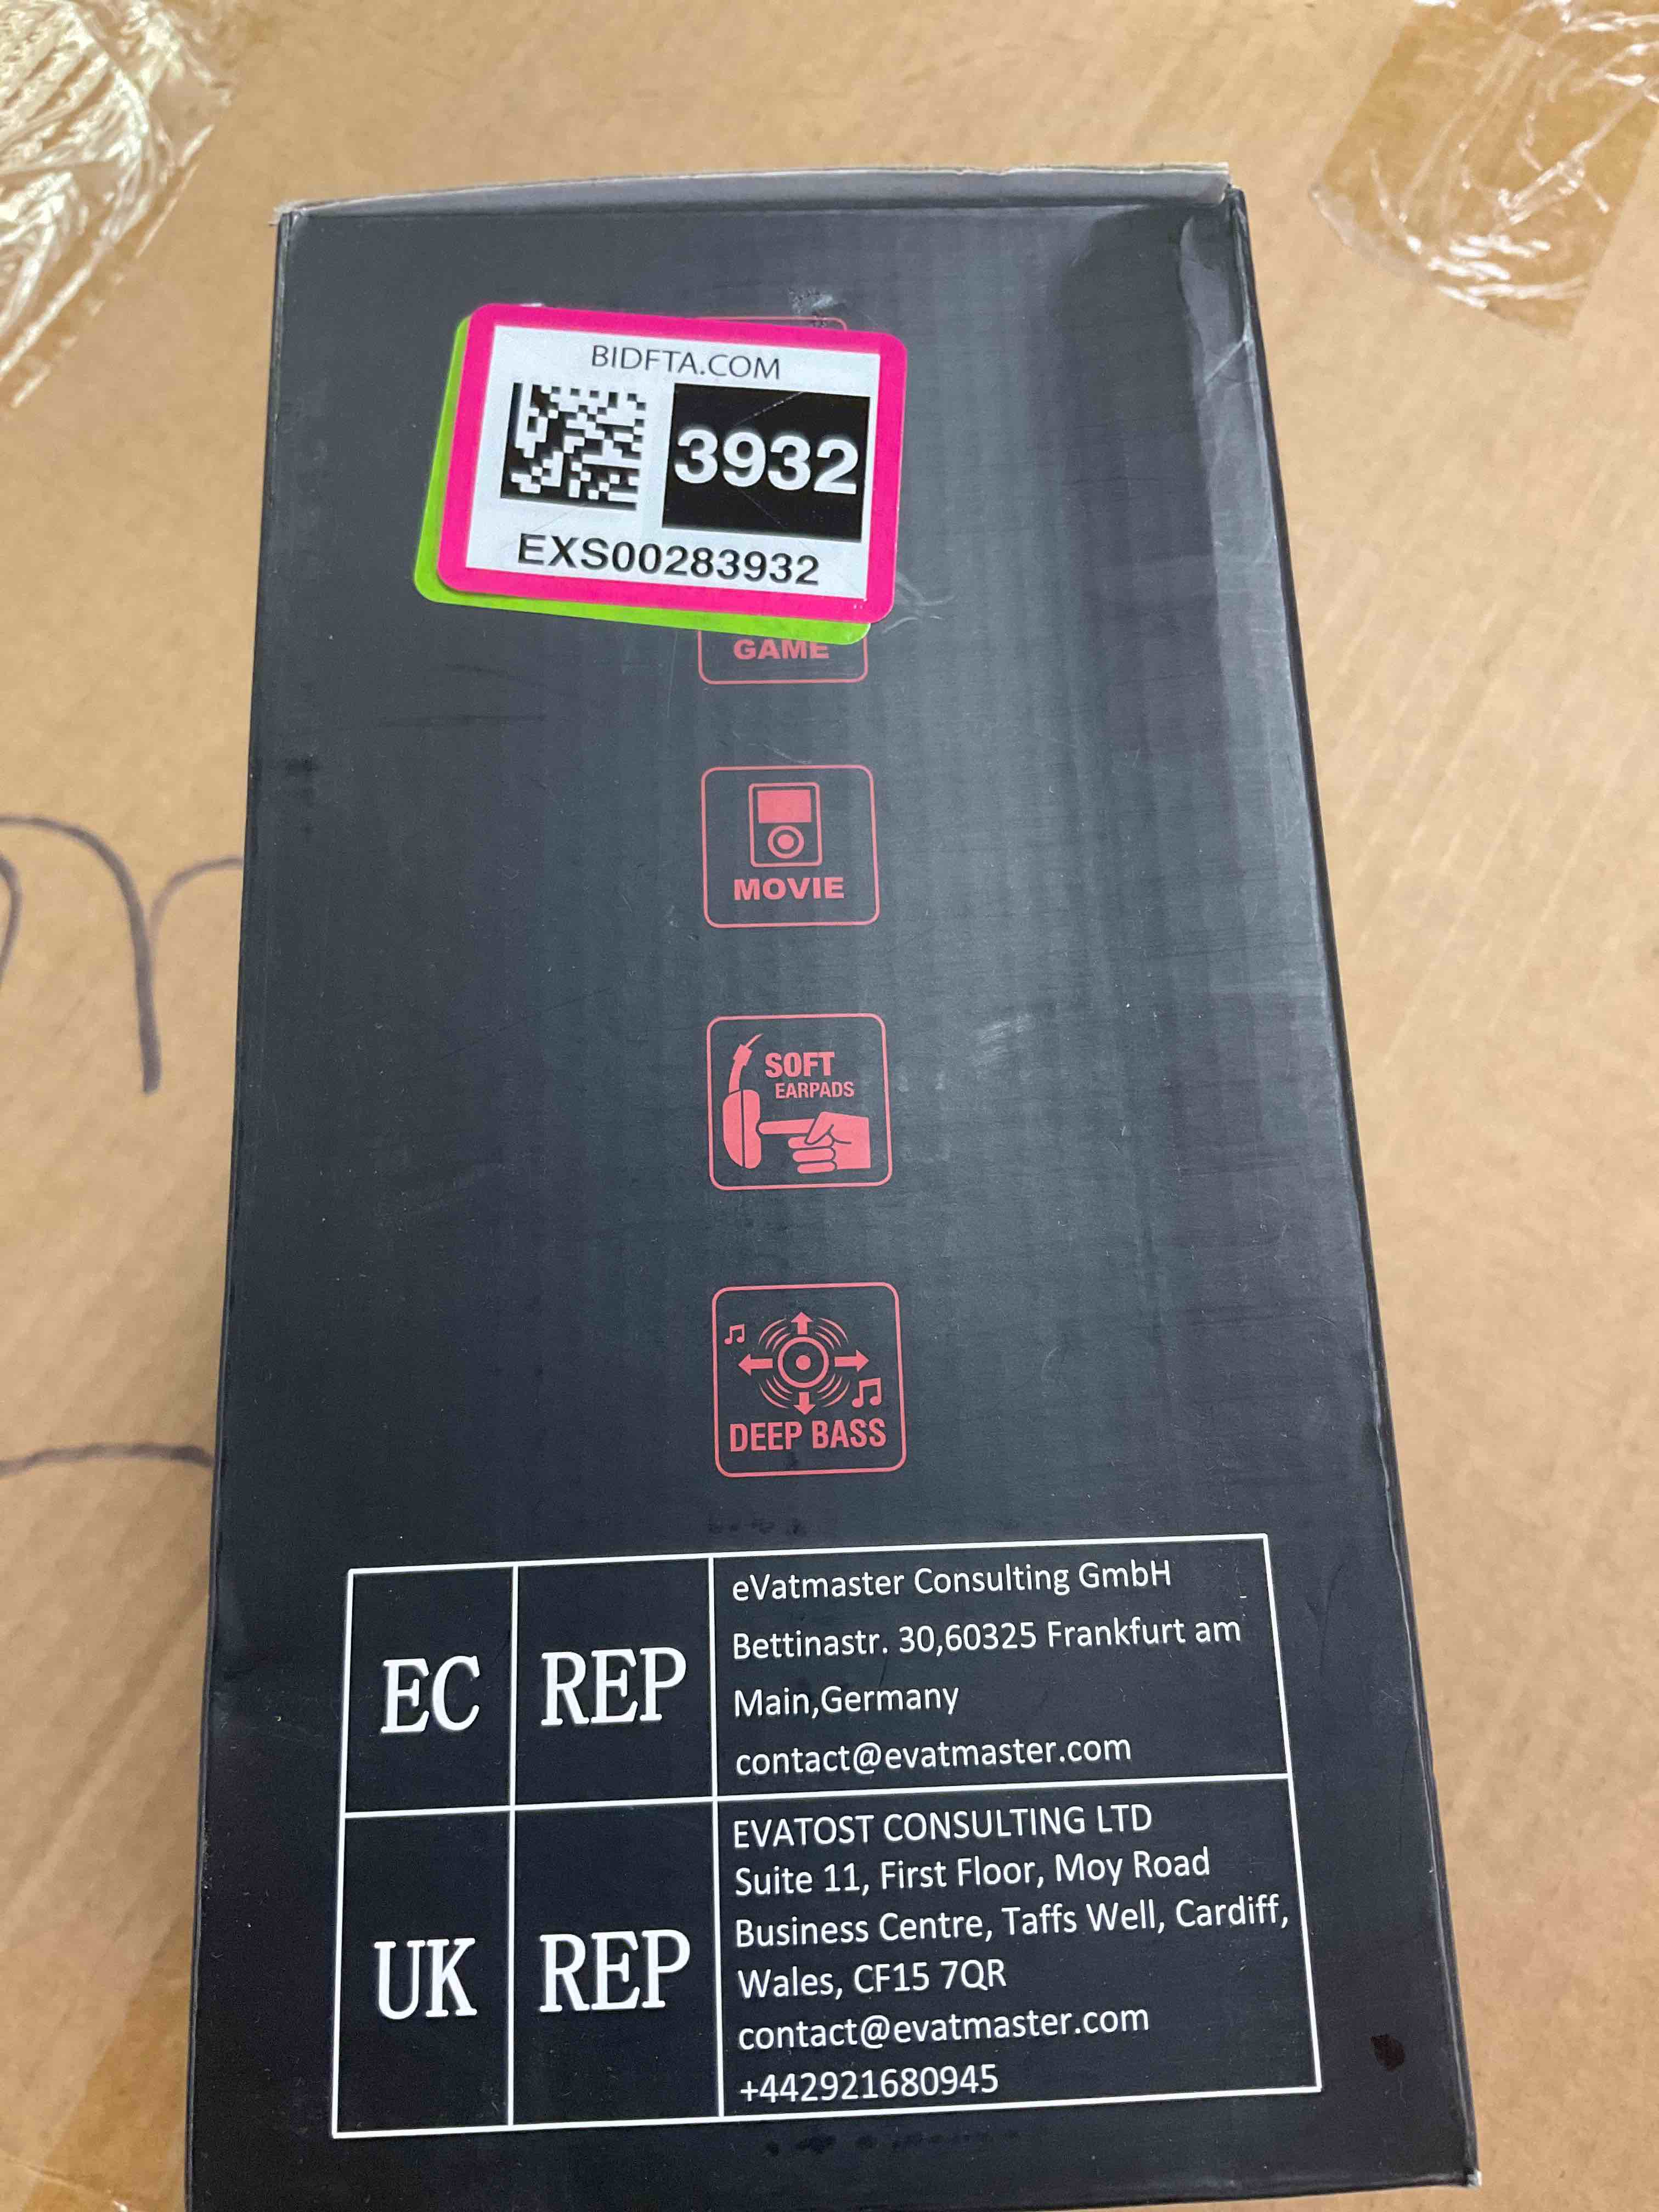 BIDFTA.COM
3932
EXS00283932
GAME
MOVIE
SOFT
EARPADS
DEEP BASS
EC REP
eVatmaster Consulting GmbH
Bettinastr. 30,60325 Frankfurt am
Main,Germany
contact@evatmaster.com
UK REP
EVATOST CONSULTING LTD
Suite 11, First Floor, Moy Road
Business Centre, Taffs Well, Cardiff,
Wales, CF15 7QR
contact@evatmaster.com
+442921680945